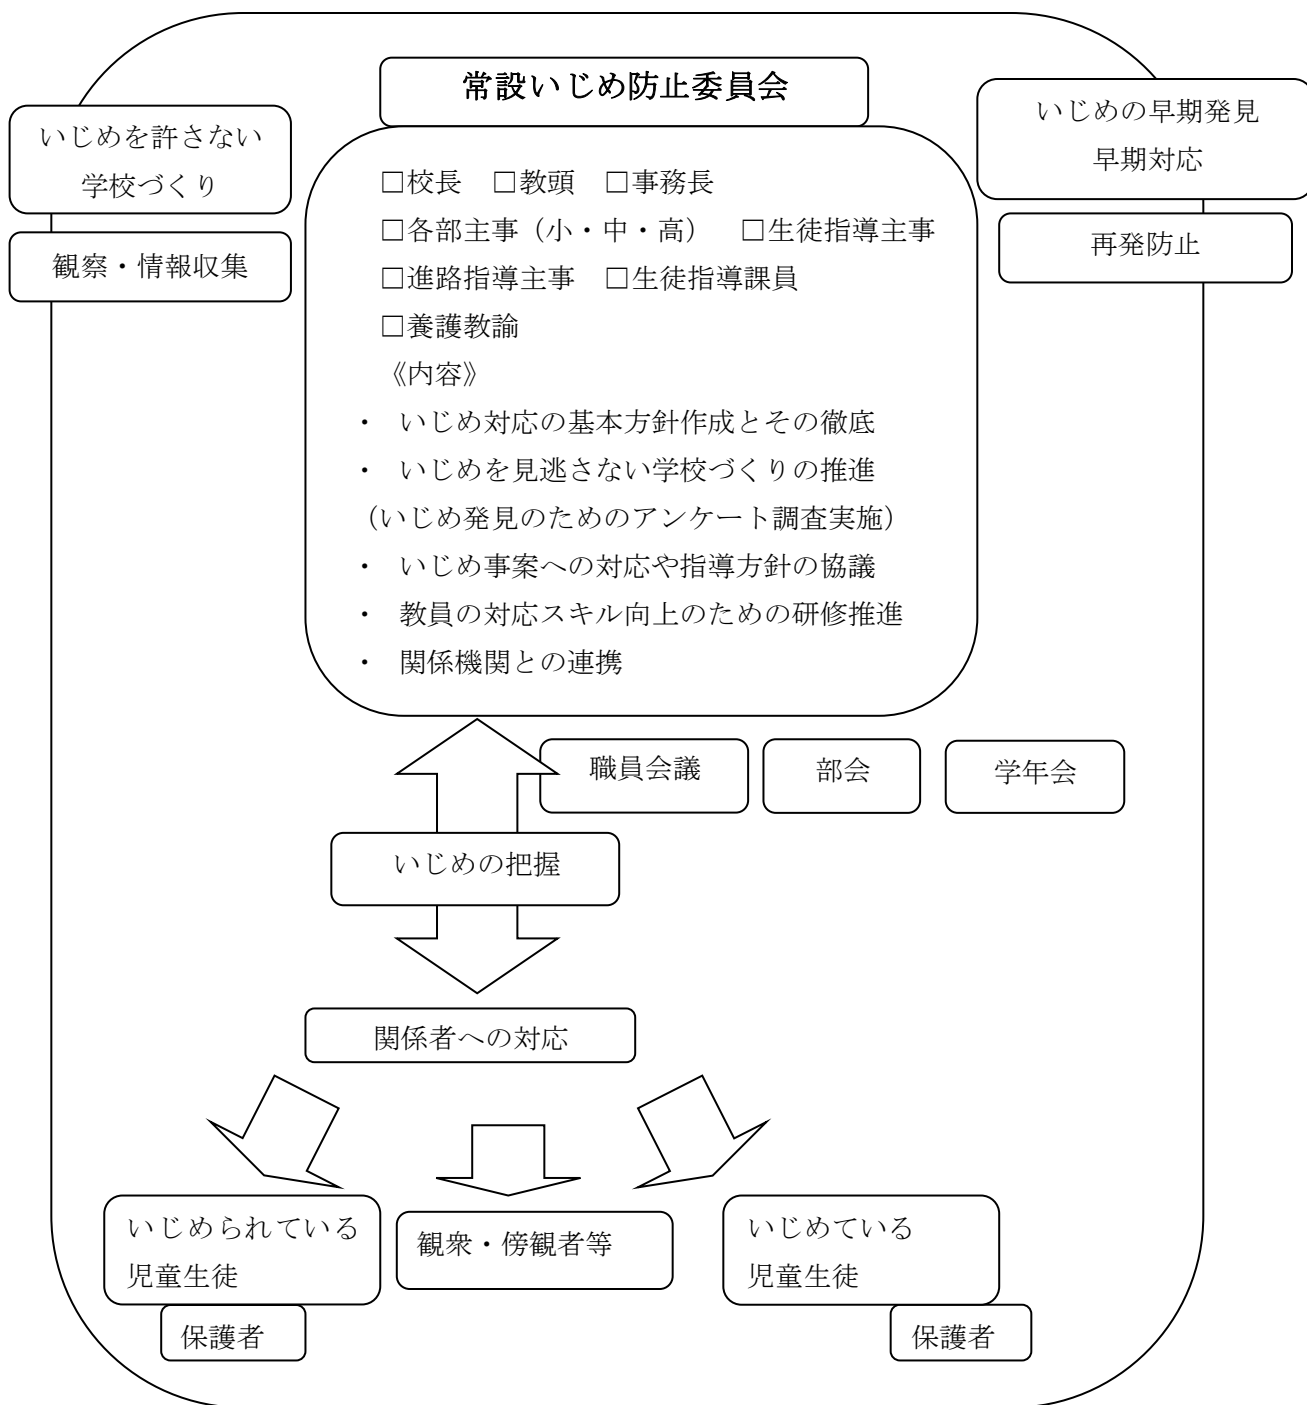 常設いじめ防止委員会
いじめを許さない
学校づくり
観察・情報収集
いじめの早期発見
早期対応
再発防止
□校長　□教頭　□事務長
□各部主事（小・中・高）　□生徒指導主事
□進路指導主事　□生徒指導課員
□養護教諭
《内容》
・　いじめ対応の基本方針作成とその徹底
・　いじめを見逃さない学校づくりの推進
（いじめ発見のためのアンケート調査実施）
・　いじめ事案への対応や指導方針の協議
・　教員の対応スキル向上のための研修推進
・　関係機関との連携
職員会議
部会
学年会
いじめの把握
関係者への対応
いじめられている
児童生徒
保護者
観衆・傍観者等
いじめている
児童生徒
保護者